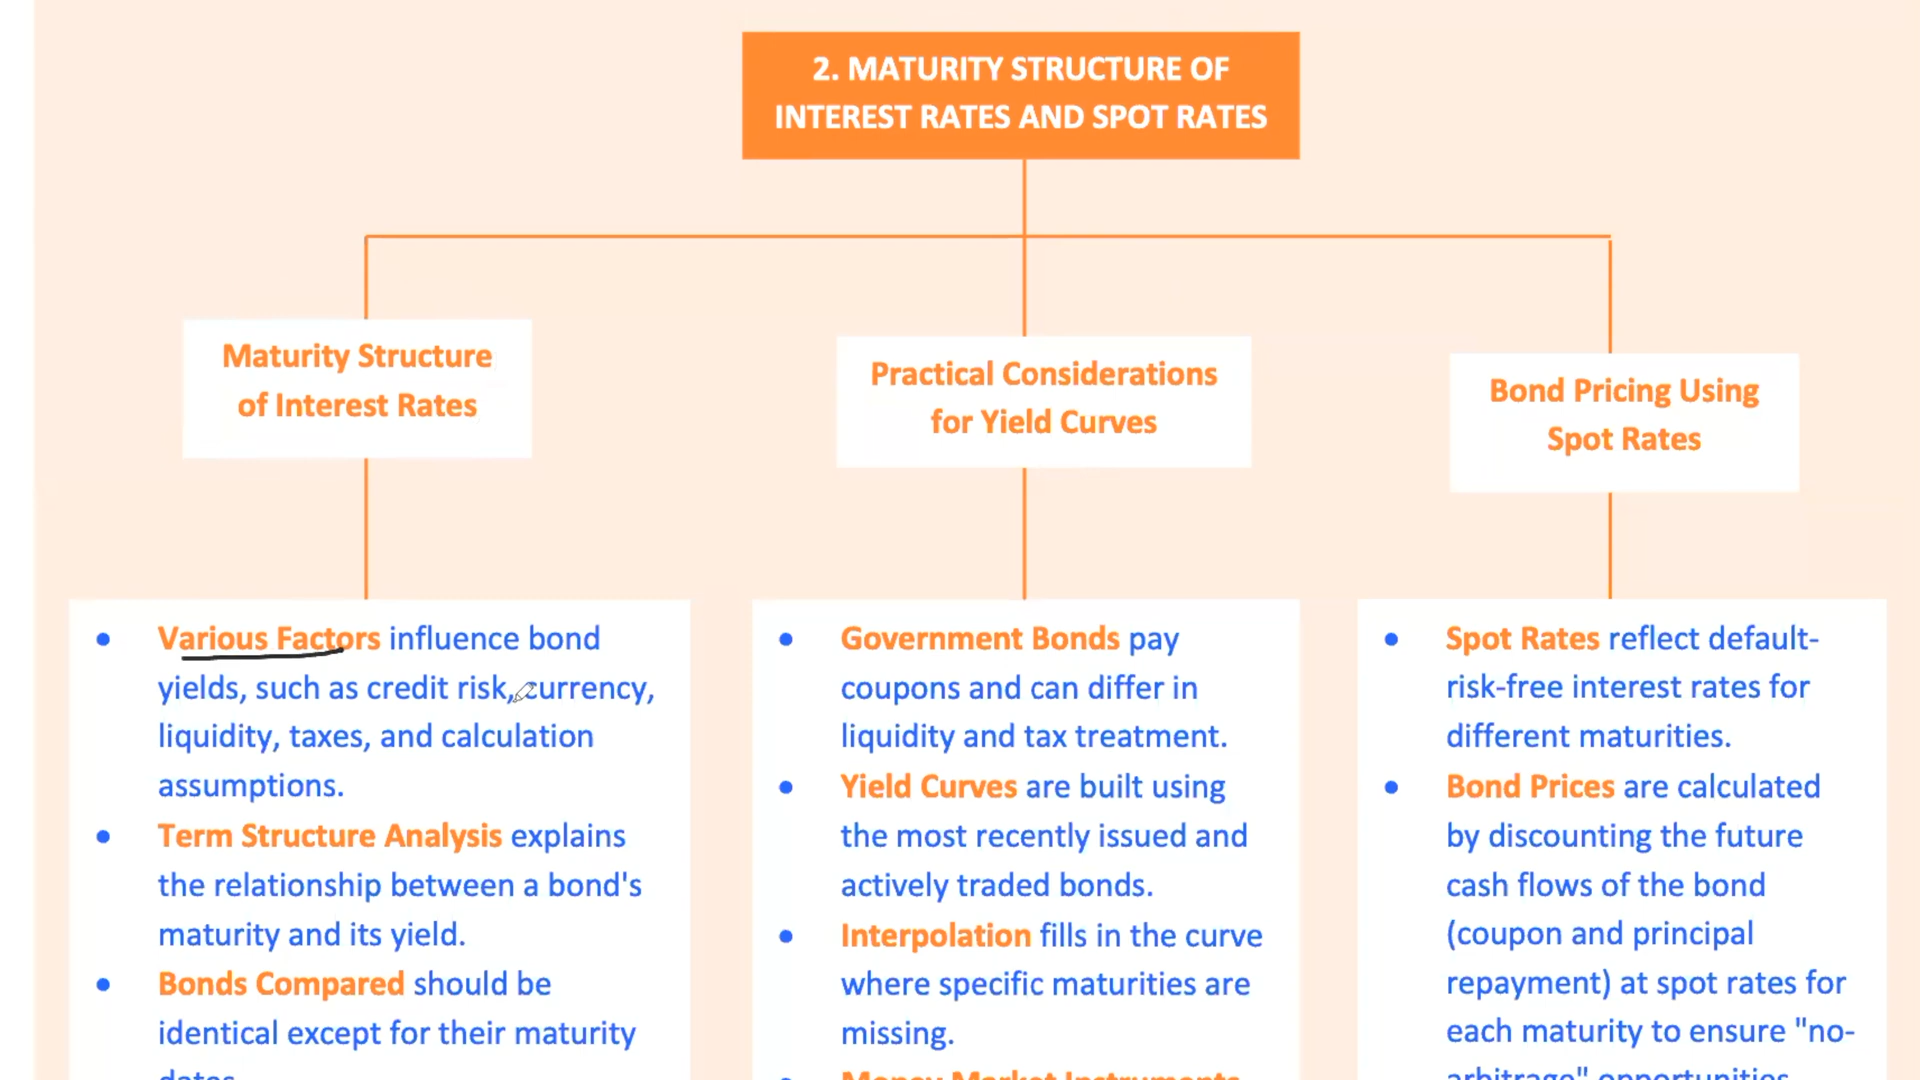 2. MATURITY STRUCTURE OF
INTEREST RATES AND SPOT RATES
Maturity Structure
of Interest Rates
Practical Considerations
for Yield Curves
Bond Pricing Using
Spot Rates
• Various Factors influence bond
yields, such as credit risk, currency,
liquidity, taxes, and calculation
assumptions.
• Term Structure Analysis explains
the relationship between a bond's
maturity and its yield.
• Bonds Compared should be
identical except for their maturity
dates.
• Government Bonds pay
coupons and can differ in
liquidity and tax treatment.
• Yield Curves are built using
the most recently issued and
actively traded bonds.
• Interpolation fills in the curve
where specific maturities are
missing.
• Money Market Instruments
• Spot Rates reflect default-
risk-free interest rates for
different maturities.
• Bond Prices are calculated
by discounting the future
cash flows of the bond
(coupon and principal
repayment) at spot rates for
each maturity to ensure "no-
arbitrage" opportunities